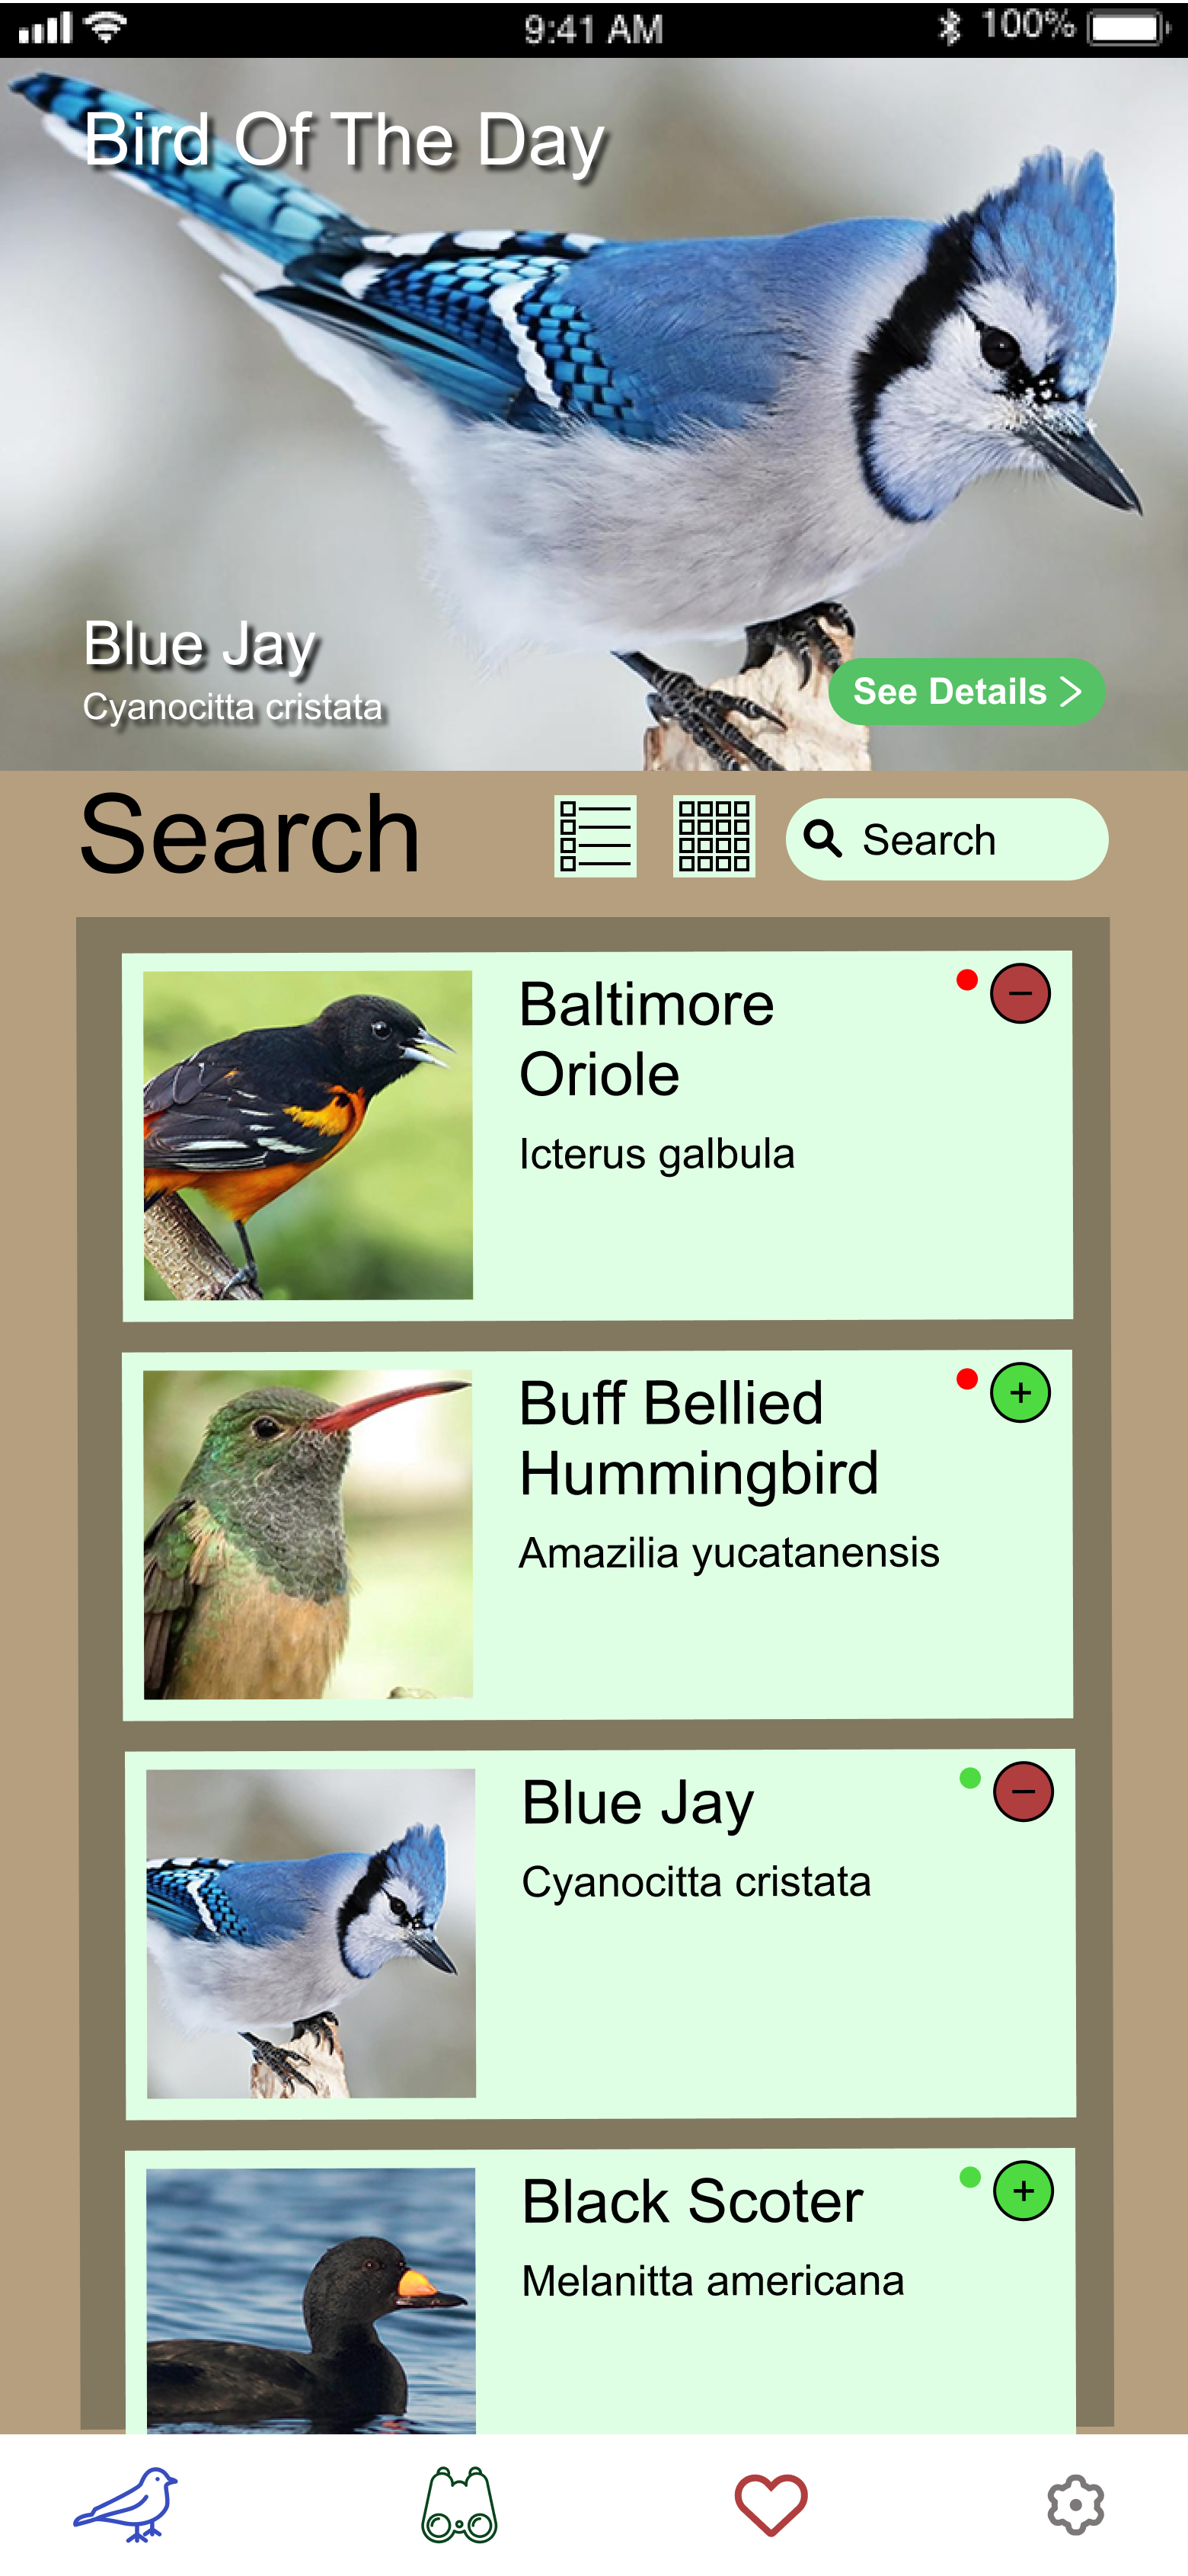 9:41 AM
100%
Bird Of The Day
Blue Jay
Cyanocitta cristata
See Details >
Search
Search
Baltimore
Oriole
Icterus galbula
Buff Bellied
Hummingbird
Amazilia yucatanensis
Blue Jay
Cyanocitta cristata
Black Scoter
Melanitta americana